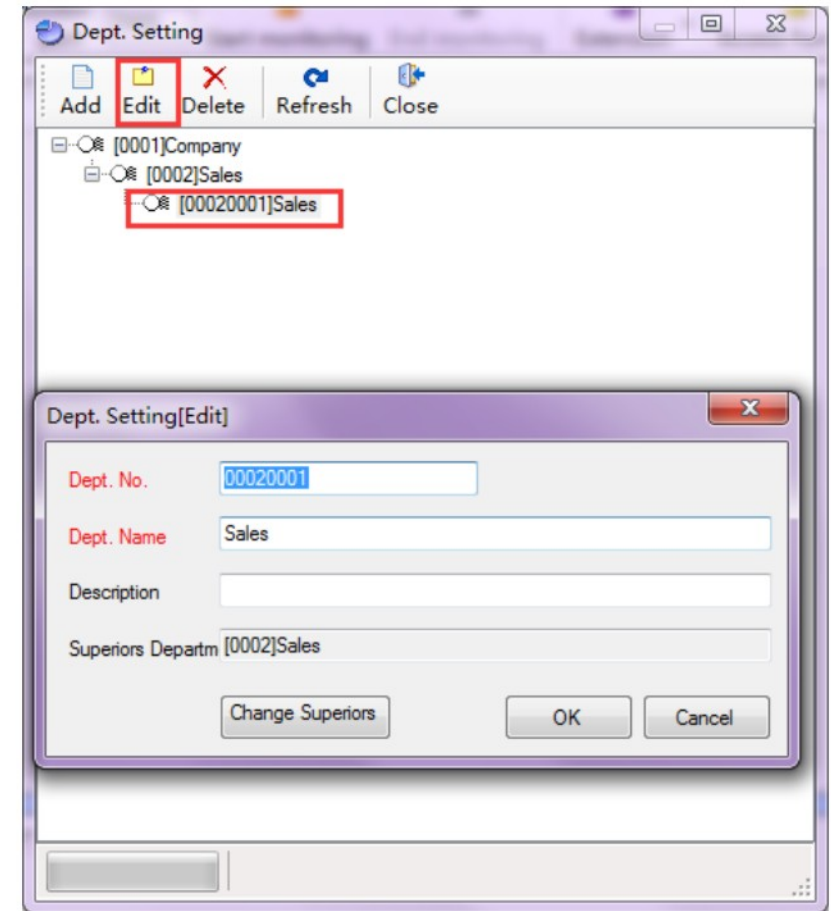 Dept. Setting
Add Edit Delete Refresh Close
[0001]Company
[0002]Sales
[00020001]Sales
Dept. Setting[Edit]
Dept. No. 00020001
Dept. Name Sales
Description
Superiors Departm [0002]Sales
Change Superiors OK Cancel